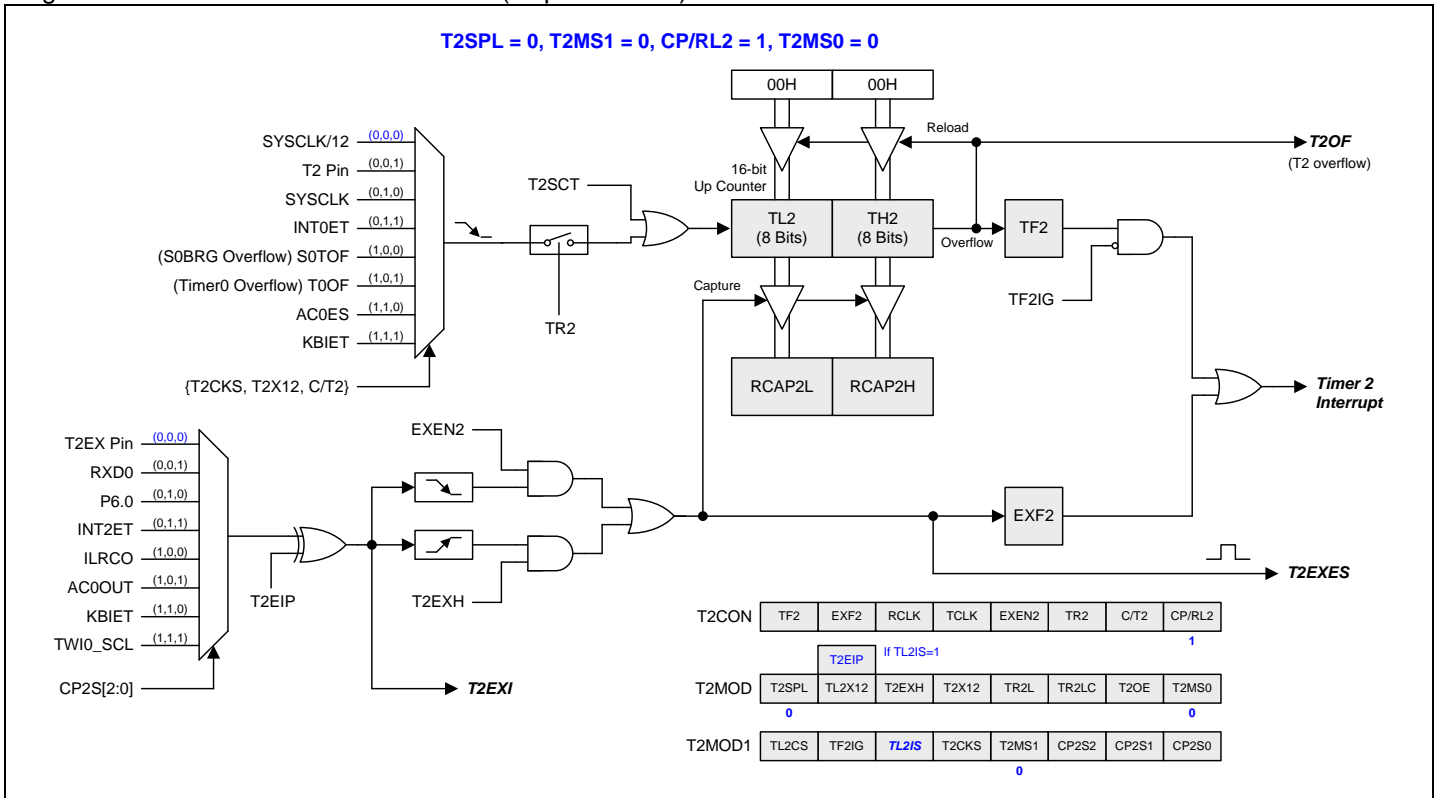 T2SPL = 0, T2MS1 = 0, CP/RL2 = 1, T2MS0 = 0
00H 00H
SYSCLK/12 (0,0,0)
T2 Pin (0,0,1)
SYSCLK (0,1,0)
INT0ET (0,1,1)
(S0BRG Overflow) S0TOF (1,0,0)
(Timer0 Overflow) T0OF (1,0,1)
AC0ES (1,1,0)
KBIET (1,1,1)
{T2CKS, T2X12, C/T2}
TR2
T2SCT
Reload
T2OF
(T2 overflow)
16-bit
Up Counter
TL2
(8 Bits)
TH2
(8 Bits)
Overflow
TF2
TF2IG
Capture
RCAP2L RCAP2H
Timer 2
Interrupt
T2EX Pin (0,0,0)
RXD0 (0,0,1)
P6.0 (0,1,0)
INT2ET (0,1,1)
ILRCO (1,0,0)
AC0OUT (1,0,1)
KBIET (1,1,0)
TWI0_SCL (1,1,1)
CP2S[2:0]
T2EIP
EXEN2
T2EXH
T2EXI
EXF2
T2EXES
T2CON TF2 EXF2 RCLK TCLK EXEN2 TR2 C/T2 CP/RL2
1
T2EIP If TL2IS=1
T2MOD T2SPL TL2X12 T2EXH T2X12 TR2L TR2LC T2OE T2MS0
0 0
T2MOD1 TL2CS TF2IG TL2IS T2CKS T2MS1 CP2S2 CP2S1 CP2S0
0